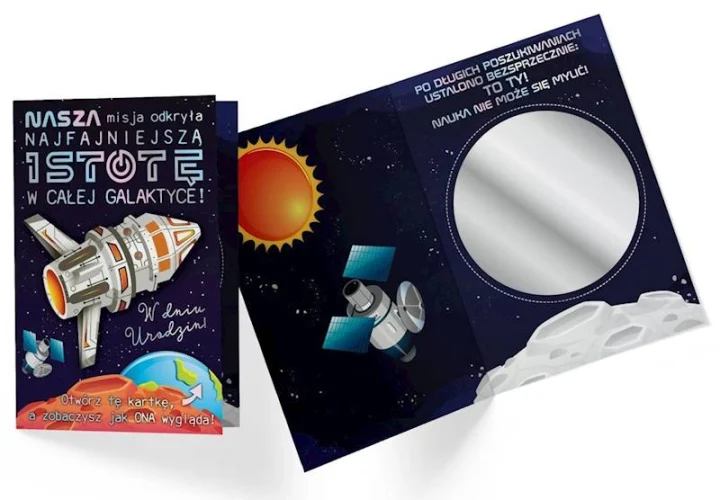 NASZA misja odkryła
NAJFAJNIEJSZĄ
ISTOTĘ
W CAŁEJ GALAKTYCE!
W dniu
Urodzin!
Otwórz tę kartkę,
a zobaczysz jak ONA wygląda!
PO DŁUGICH POSZUKIWANIACH
USTALONO BEZSPRZECZNIE:
TO TY!
NAUKA NIE MOŻE SIĘ MYLIĆ!